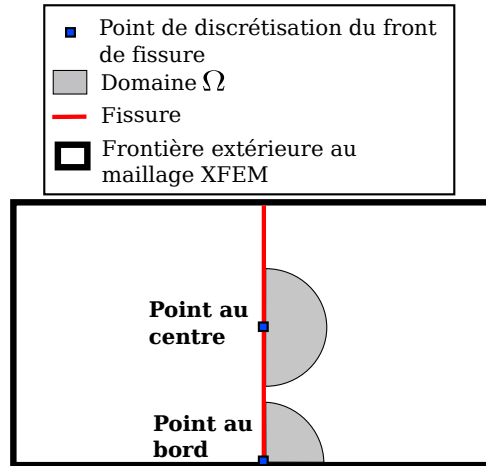 Point de discrétisation du front
de fissure
Domaine Ω
Fissure
Frontière extérieure au
maillage XFEM
Point au
centre
Point au
bord